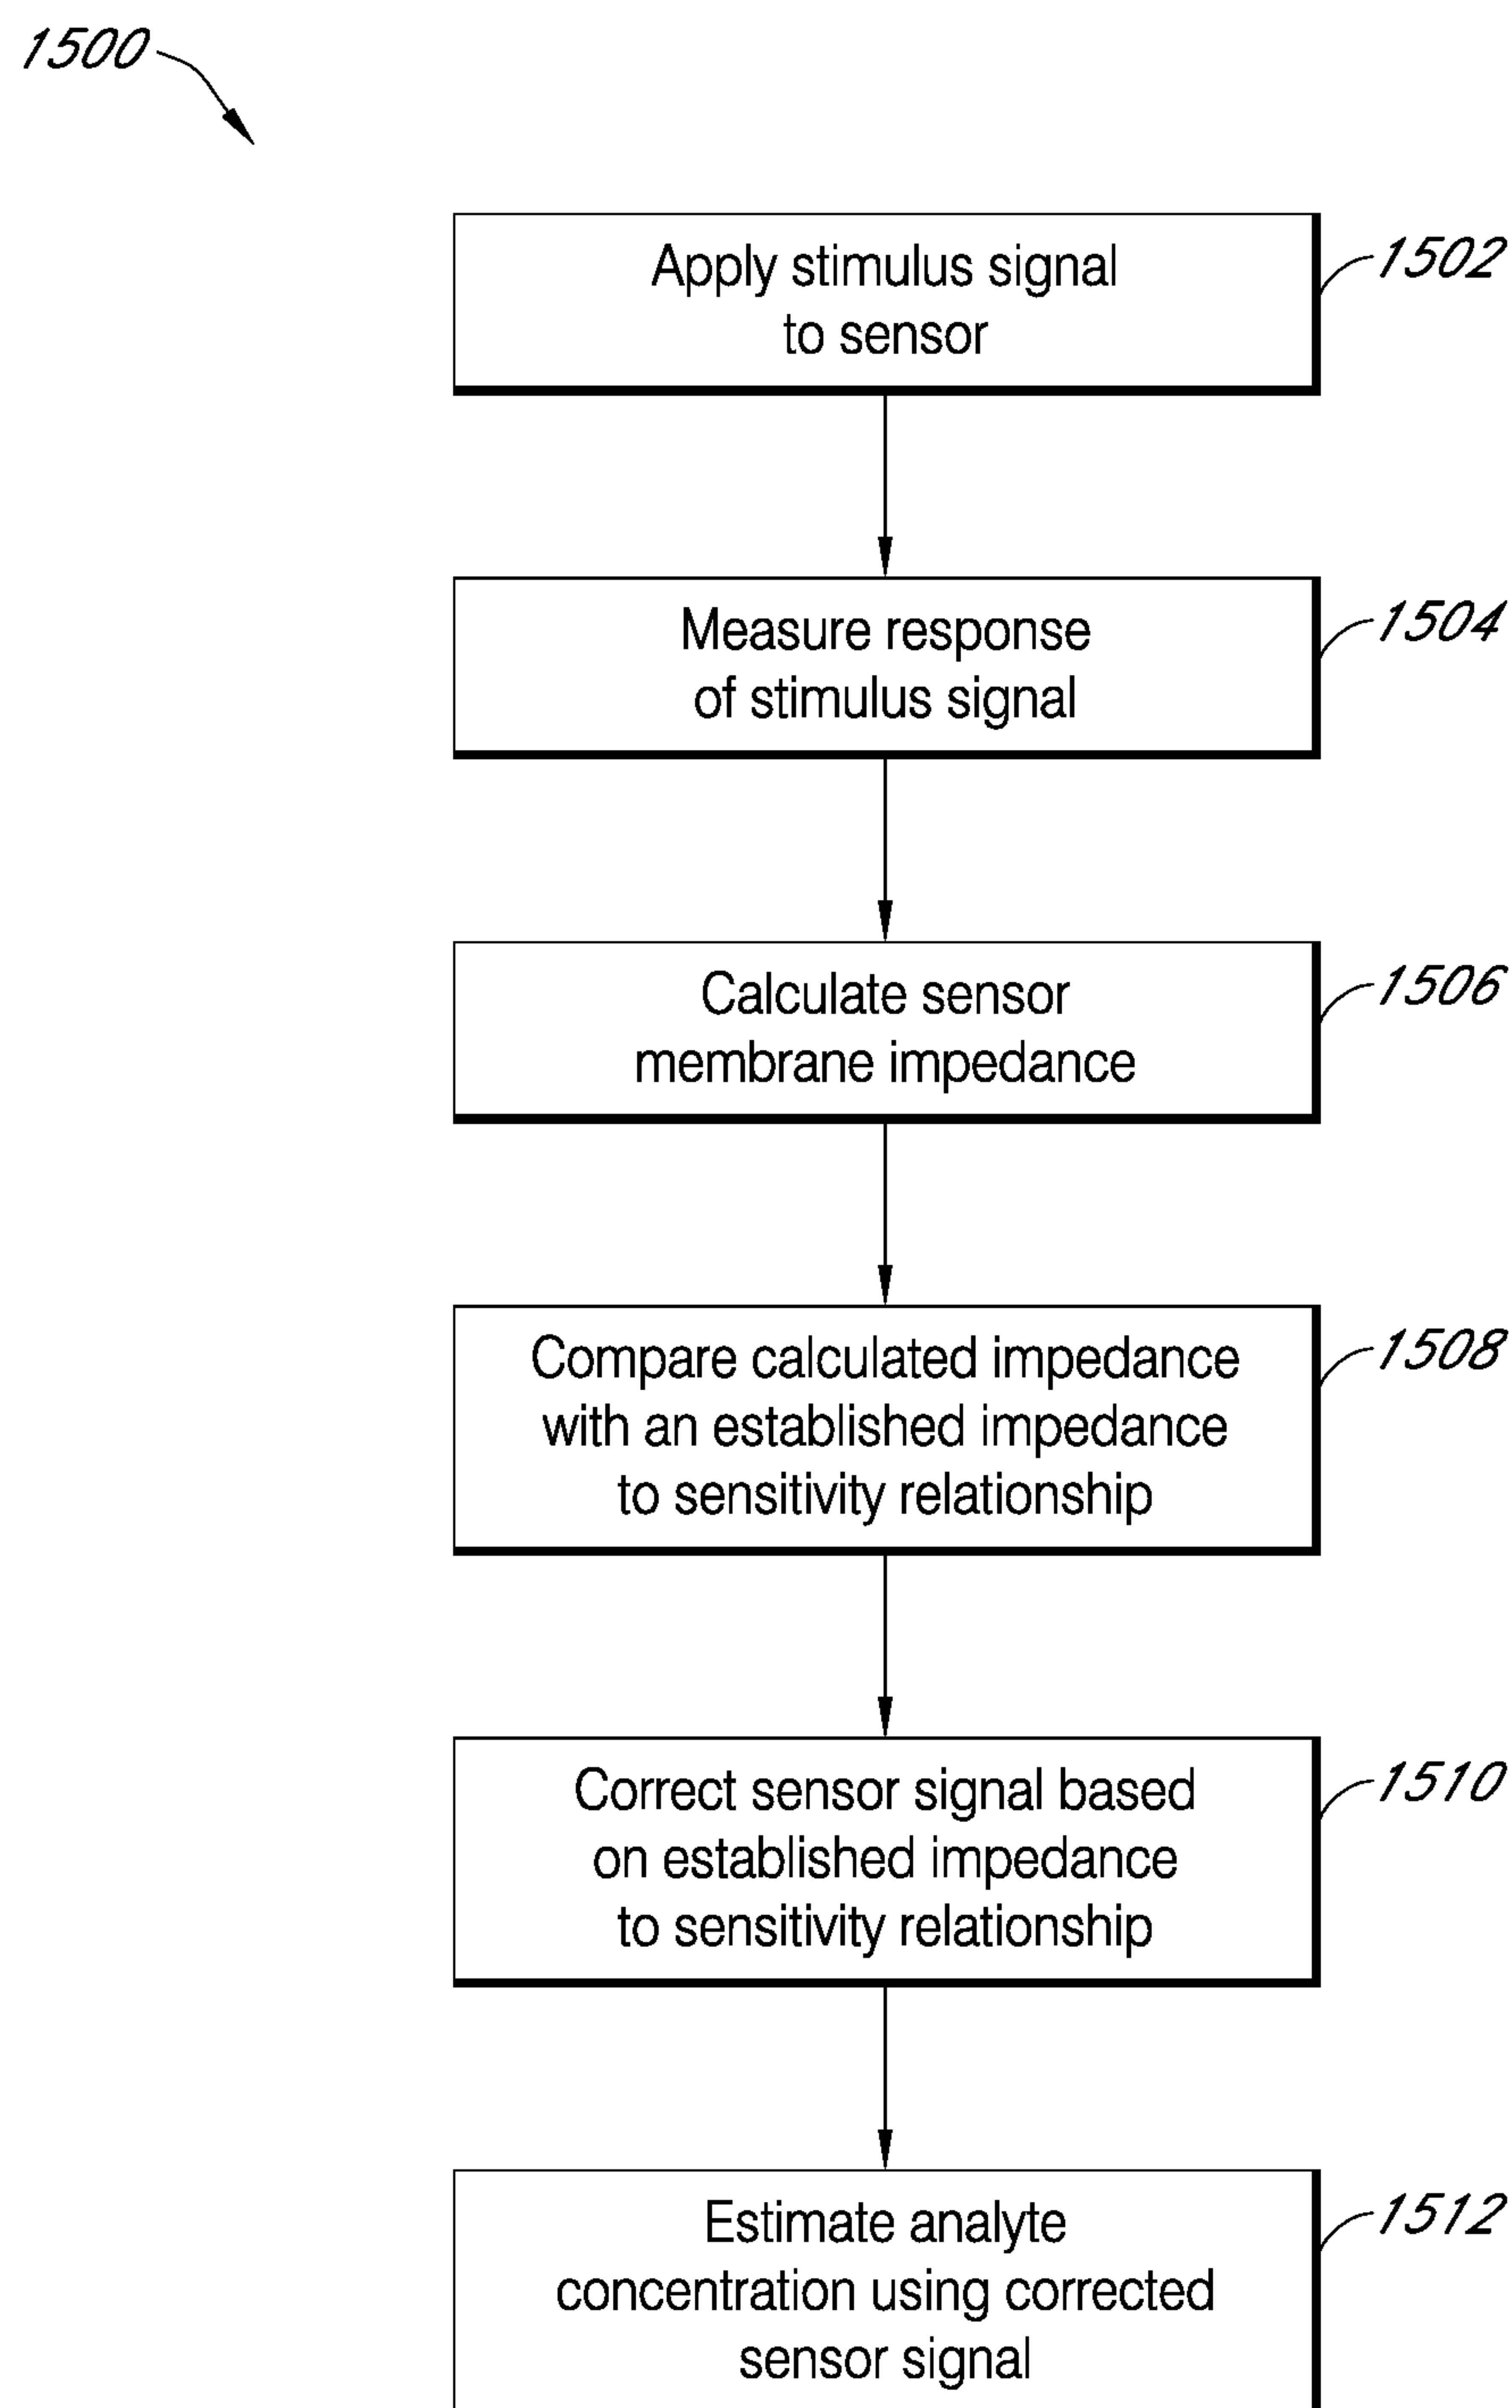 1500
Apply stimulus signal
to sensor
1502
Measure response
of stimulus signal
1504
Calculate sensor
membrane impedance
1506
Compare calculated impedance
with an established impedance
to sensitivity relationship
1508
Correct sensor signal based
on established impedance
to sensitivity relationship
1510
Estimate analyte
concentration using corrected
sensor signal
1512